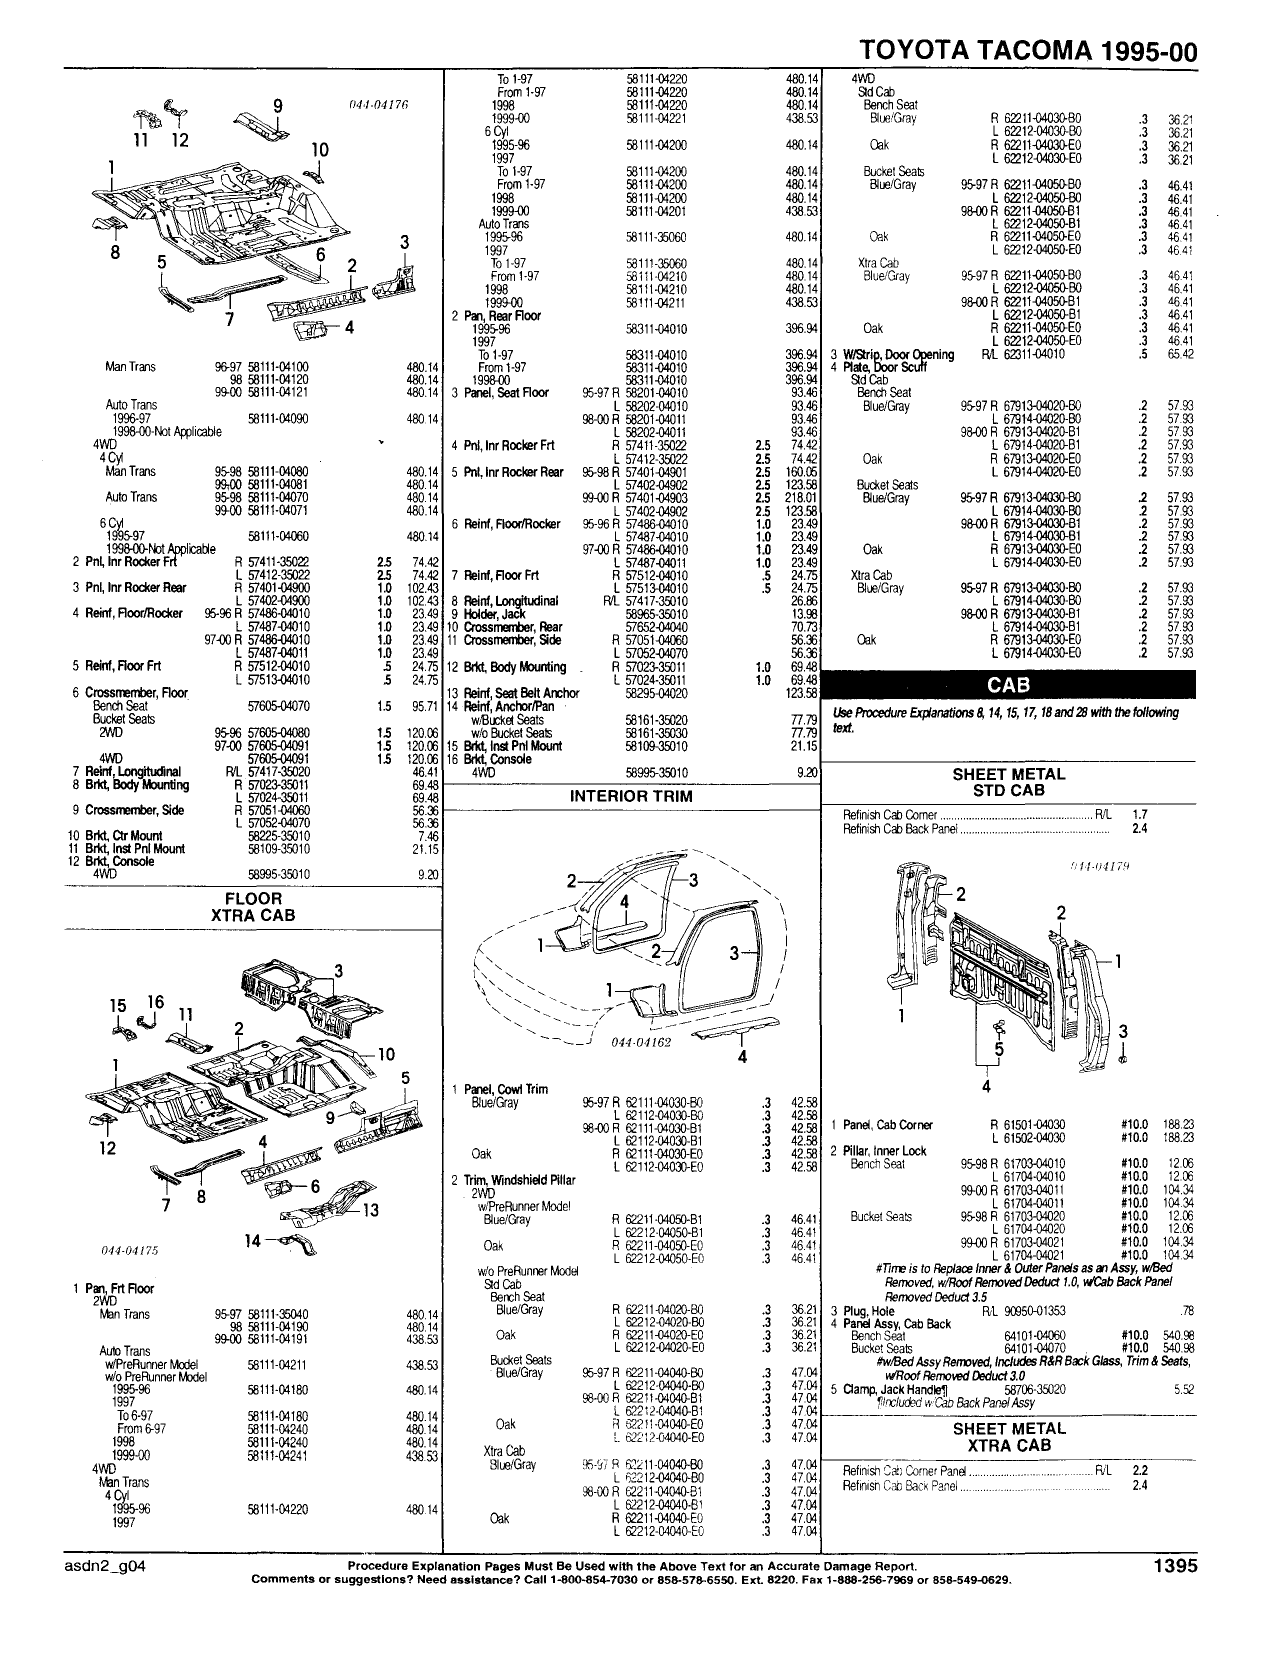 TOYOTA TACOMA 1995-00
044-04176
9
11 12
10
1
8
3
5
6
2
7
4
Man Trans 96-97 58111-04100 480.14
98 58111-04120 480.14
99-00 58111-04121 480.14
Auto Trans
1996-97 58111-04090 480.14
1998-00-Not Applicable
4WD
4 Cyl
Man Trans 95-98 58111-04080 480.14
99-00 58111-04081 480.14
Auto Trans 95-98 58111-04070 480.14
99-00 58111-04071 480.14
6 Cyl
1995-97 58111-04060 480.14
1998-00-Not Applicable
2 Pnl, Inr Rocker Frt R 57411-35022 2.5 74.42
L 57412-35022 2.5 74.42
3 Pnl, Inr Rocker Rear R 57401-04900 1.0 102.43
L 57402-04900 1.0 102.43
4 Reinf, Floor/Rocker 95-96 R 57486-04010 1.0 23.49
L 57487-04010 1.0 23.49
97-00 R 57486-04010 1.0 23.49
L 57487-04011 1.0 23.49
5 Reinf, Floor Frt R 57512-04010 .5 24.75
L 57513-04010 .5 24.75
6 Crossmember, Floor
Bench Seat 57605-04070 1.5 95.71
Bucket Seats
2WD 95-96 57605-04080 1.5 120.06
97-00 57605-04091 1.5 120.06
4WD 57605-04091 1.5 120.06
7 Reinf, Longitudinal R/L 57417-35020 46.41
8 Brkt, Body Mounting R 57023-35011 69.48
L 57024-35011 69.48
9 Crossmember, Side R 57051-04060 56.36
L 57052-04070 56.36
10 Brkt, Ctr Mount 58225-35010 7.46
11 Brkt, Inst Pnl Mount 58109-35010 21.15
12 Brkt, Console
4WD 58995-35010 9.20
FLOOR
XTRA CAB
3
15 16
11
2
1
10
5
9
12
4
6
7
8
13
14
044-04175
1 Pan, Frt Floor
2WD
Man Trans 95-97 58111-35040 480.14
98 58111-04190 480.14
99-00 58111-04191 438.53
Auto Trans
w/PreRunner Model 58111-04211 438.53
w/o PreRunner Model
1995-96 58111-04180 480.14
1997
To 6-97 58111-04180 480.14
From 6-97 58111-04240 480.14
1998 58111-04240 480.14
1999-00 58111-04241 438.53
4WD
Man Trans
4 Cyl
1995-96 58111-04220 480.14
1997
To 1-97 58111-04220 480.14
From 1-97 58111-04220 480.14
1998 58111-04220 480.14
1999-00 58111-04221 438.53
6 Cyl
1995-96 58111-04200 480.14
1997
To 1-97 58111-04200 480.14
From 1-97 58111-04200 480.14
1998 58111-04200 480.14
1999-00 58111-04201 438.53
Auto Trans
1995-96 58111-35060 480.14
1997
To 1-97 58111-35060 480.14
From 1-97 58111-04210 480.14
1998 58111-04210 480.14
1999-00 58111-04211 438.53
2 Pan, Rear Floor
1995-96 58311-04010 396.94
1997
To 1-97 58311-04010 396.94
From 1-97 58311-04010 396.94
1998-00 58311-04010 396.94
3 Panel, Seat Floor 95-97 R 58201-04010 93.46
L 58202-04010 93.46
98-00 R 58201-04011 93.46
L 58202-04011 93.46
4 Pnl, Inr Rocker Frt R 57411-35022 2.5 74.42
L 57412-35022 2.5 74.42
5 Pnl, Inr Rocker Rear 95-98 R 57401-04901 2.5 160.05
L 57402-04902 2.5 123.58
99-00 R 57401-04903 2.5 218.01
L 57402-04902 2.5 123.58
6 Reinf, Floor/Rocker 95-96 R 57486-04010 1.0 23.49
L 57487-04010 1.0 23.49
97-00 R 57486-04010 1.0 23.49
L 57487-04011 1.0 23.49
7 Reinf, Floor Frt R 57512-04010 .5 24.75
L 57513-04010 .5 24.75
8 Reinf, Longitudinal R/L 57417-35010 26.86
9 Holder, Jack 58965-35010 13.98
10 Crossmember, Rear 57652-04040 70.73
11 Crossmember, Side R 57051-04060 56.36
L 57052-04070 56.36
12 Brkt, Body Mounting R 57023-35011 1.0 69.48
L 57024-35011 1.0 69.48
13 Reinf, Seat Belt Anchor 58295-04020 123.58
14 Reinf, Anchor/Pan
w/Bucket Seats 58161-35020 77.79
w/o Bucket Seats 58161-35030 77.79
15 Brkt, Inst Pnl Mount 58109-35010 21.15
16 Brkt, Console
4WD 58995-35010 9.20
INTERIOR TRIM
2
3
4
1
2
3
1
044-04162
4
1 Panel, Cowl Trim
Blue/Gray 95-97 R 62111-04030-B0 .3 42.58
L 62112-04030-B0 .3 42.58
98-00 R 62111-04030-B1 .3 42.58
L 62112-04030-B1 .3 42.58
Oak R 62111-04030-E0 .3 42.58
L 62112-04030-E0 .3 42.58
2 Trim, Windshield Pillar
2WD
w/PreRunner Model
Blue/Gray R 62211-04050-B1 .3 46.41
L 62212-04050-B1 .3 46.41
Oak R 62211-04050-E0 .3 46.41
L 62212-04050-E0 .3 46.41
w/o PreRunner Model
Std Cab
Bench Seat
Blue/Gray R 62211-04020-B0 .3 36.21
L 62212-04020-B0 .3 36.21
Oak R 62211-04020-E0 .3 36.21
L 62212-04020-E0 .3 36.21
Bucket Seats
Blue/Gray 95-97 R 62211-04040-B0 .3 47.04
L 62212-04040-B0 .3 47.04
98-00 R 62211-04040-B1 .3 47.04
L 62212-04040-B1 .3 47.04
Oak R 62211-04040-E0 .3 47.04
L 62212-04040-E0 .3 47.04
Xtra Cab
Blue/Gray 95-97 R 62211-04040-B0 .3 47.04
L 62212-04040-B0 .3 47.04
98-00 R 62211-04040-B1 .3 47.04
L 62212-04040-B1 .3 47.04
Oak R 62211-04040-E0 .3 47.04
L 62212-04040-E0 .3 47.04
4WD
Std Cab
Bench Seat
Blue/Gray R 62211-04030-B0 .3 36.21
L 62212-04030-B0 .3 36.21
Oak R 62211-04030-E0 .3 36.21
L 62212-04030-E0 .3 36.21
Bucket Seats
Blue/Gray 95-97 R 62211-04050-B0 .3 46.41
L 62212-04050-B0 .3 46.41
98-00 R 62211-04050-B1 .3 46.41
L 62212-04050-B1 .3 46.41
Oak R 62211-04050-E0 .3 46.41
L 62212-04050-E0 .3 46.41
Xtra Cab
Blue/Gray 95-97 R 62211-04050-B0 .3 46.41
L 62212-04050-B0 .3 46.41
98-00 R 62211-04050-B1 .3 46.41
L 62212-04050-B1 .3 46.41
Oak R 62211-04050-E0 .3 46.41
L 62212-04050-E0 .3 46.41
3 W/Strip, Door Opening R/L 62311-04010 .5 65.42
4 Plate, Door Scuff
Std Cab
Bench Seat
Blue/Gray 95-97 R 67913-04020-B0 .2 57.93
L 67914-04020-B0 .2 57.93
98-00 R 67913-04020-B1 .2 57.93
L 67914-04020-B1 .2 57.93
Oak R 67913-04020-E0 .2 57.93
L 67914-04020-E0 .2 57.93
Bucket Seats
Blue/Gray 95-97 R 67913-04030-B0 .2 57.93
L 67914-04030-B0 .2 57.93
98-00 R 67913-04030-B1 .2 57.93
L 67914-04030-B1 .2 57.93
Oak R 67913-04030-E0 .2 57.93
L 67914-04030-E0 .2 57.93
Xtra Cab
Blue/Gray 95-97 R 67913-04030-B0 .2 57.93
L 67914-04030-B0 .2 57.93
98-00 R 67913-04030-B1 .2 57.93
L 67914-04030-B1 .2 57.93
Oak R 67913-04030-E0 .2 57.93
L 67914-04030-E0 .2 57.93
CAB
Use Procedure Explanations 8, 14, 15, 17, 18 and 28 with the following
text.
SHEET METAL
STD CAB
Refinish Cab Corner R/L 1.7
Refinish Cab Back Panel 2.4
044-04179
2
2
1
1
5
3
4
1 Panel, Cab Corner R 61501-04030 #10.0 188.23
L 61502-04030 #10.0 188.23
2 Pillar, Inner Lock
Bench Seat 95-98 R 61703-04010 #10.0 12.06
L 61704-04010 #10.0 12.06
99-00 R 61703-04011 #10.0 104.34
L 61704-04011 #10.0 104.34
Bucket Seats 95-98 R 61703-04020 #10.0 12.06
L 61704-04020 #10.0 12.06
99-00 R 61703-04021 #10.0 104.34
L 61704-04021 #10.0 104.34
#Time is to Replace Inner & Outer Panels as an Assy, w/Bed
Removed, w/Roof Removed Deduct 1.0, w/Cab Back Panel
Removed Deduct 3.5
3 Plug, Hole R/L 90950-01353 .78
4 Panel Assy, Cab Back
Bench Seat 64101-04060 #10.0 540.98
Bucket Seats 64101-04070 #10.0 540.98
#w/Bed Assy Removed, Includes R&R Back Glass, Trim & Seats,
w/Roof Removed Deduct 3.0
5 Clamp, Jack Handle¶ 58706-35020 5.52
¶Included w/Cab Back Panel Assy
SHEET METAL
XTRA CAB
Refinish Cab Corner Panel R/L 2.2
Refinish Cab Back Panel 2.4
asdn2_g04
Procedure Explanation Pages Must Be Used with the Above Text for an Accurate Damage Report.
1395
Comments or suggestions? Need assistance? Call 1-800-854-7030 or 858-578-6550. Ext. 8220. Fax 1-888-256-7969 or 858-549-0629.